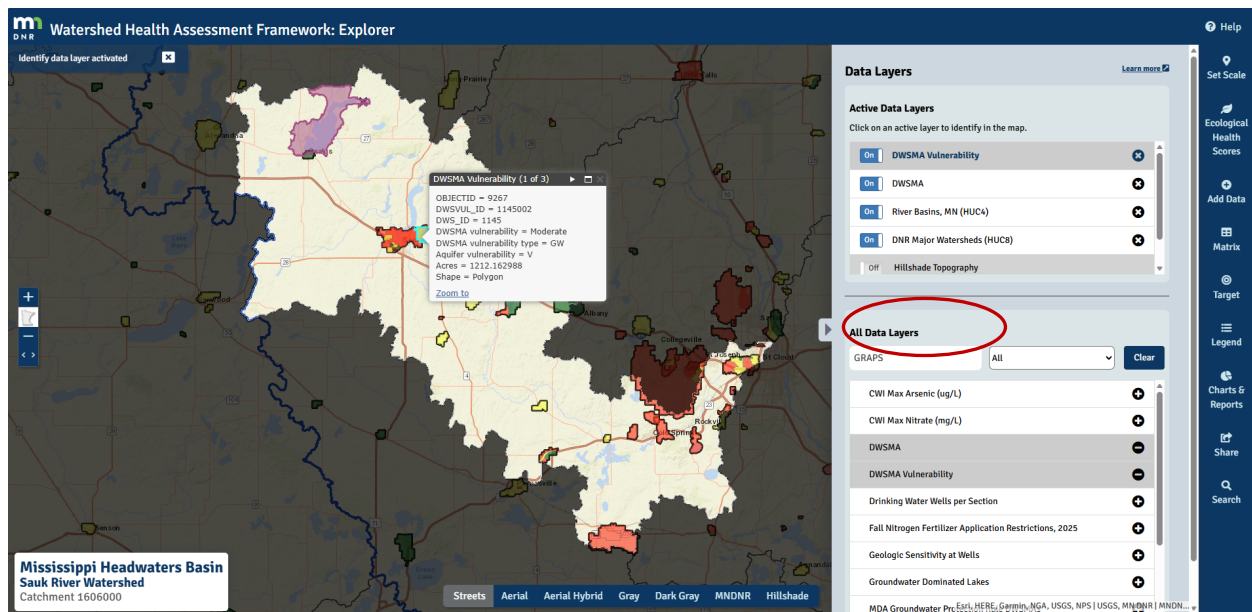 mn
DNR
Watershed Health Assessment Framework: Explorer
Help
Identify data layer activated
Data Layers
Learn more
Active Data Layers
Click on an active layer to identify in the map.
On DWSMA Vulnerability
On DWSMA
On River Basins, MN (HUC4)
On DNR Major Watersheds (HUC8)
Off Hillshade Topography
All Data Layers
GRAPS
All
Clear
CWI Max Arsenic (ug/L)
CWI Max Nitrate (mg/L)
DWSMA
DWSMA Vulnerability
Drinking Water Wells per Section
Fall Nitrogen Fertilizer Application Restrictions, 2025
Geologic Sensitivity at Wells
Groundwater Dominated Lakes
Set Scale
Ecological
Health
Scores
Add Data
Matrix
Target
Legend
Charts &
Reports
Share
Search
DWSMA Vulnerability (1 of 3)
OBJECTID = 9267
DWSVUL_ID = 1145002
DWS_ID = 1145
DWSMA vulnerability = Moderate
DWSMA vulnerability type = GW
Aquifer vulnerability = V
Acres = 1212.162988
Shape = Polygon
Zoom to
Albany
Collegeville
St Cloud
27
28
4
23
Mississippi Headwaters Basin
Sauk River Watershed
Catchment 1606000
Streets
Aerial
Aerial Hybrid
Gray
Dark Gray
MNDNR
Hillshade
MDA Groundwater
Esri, HERE, Garmin, NGA, USGS, NPS | USGS, MNDNR | MNDN...